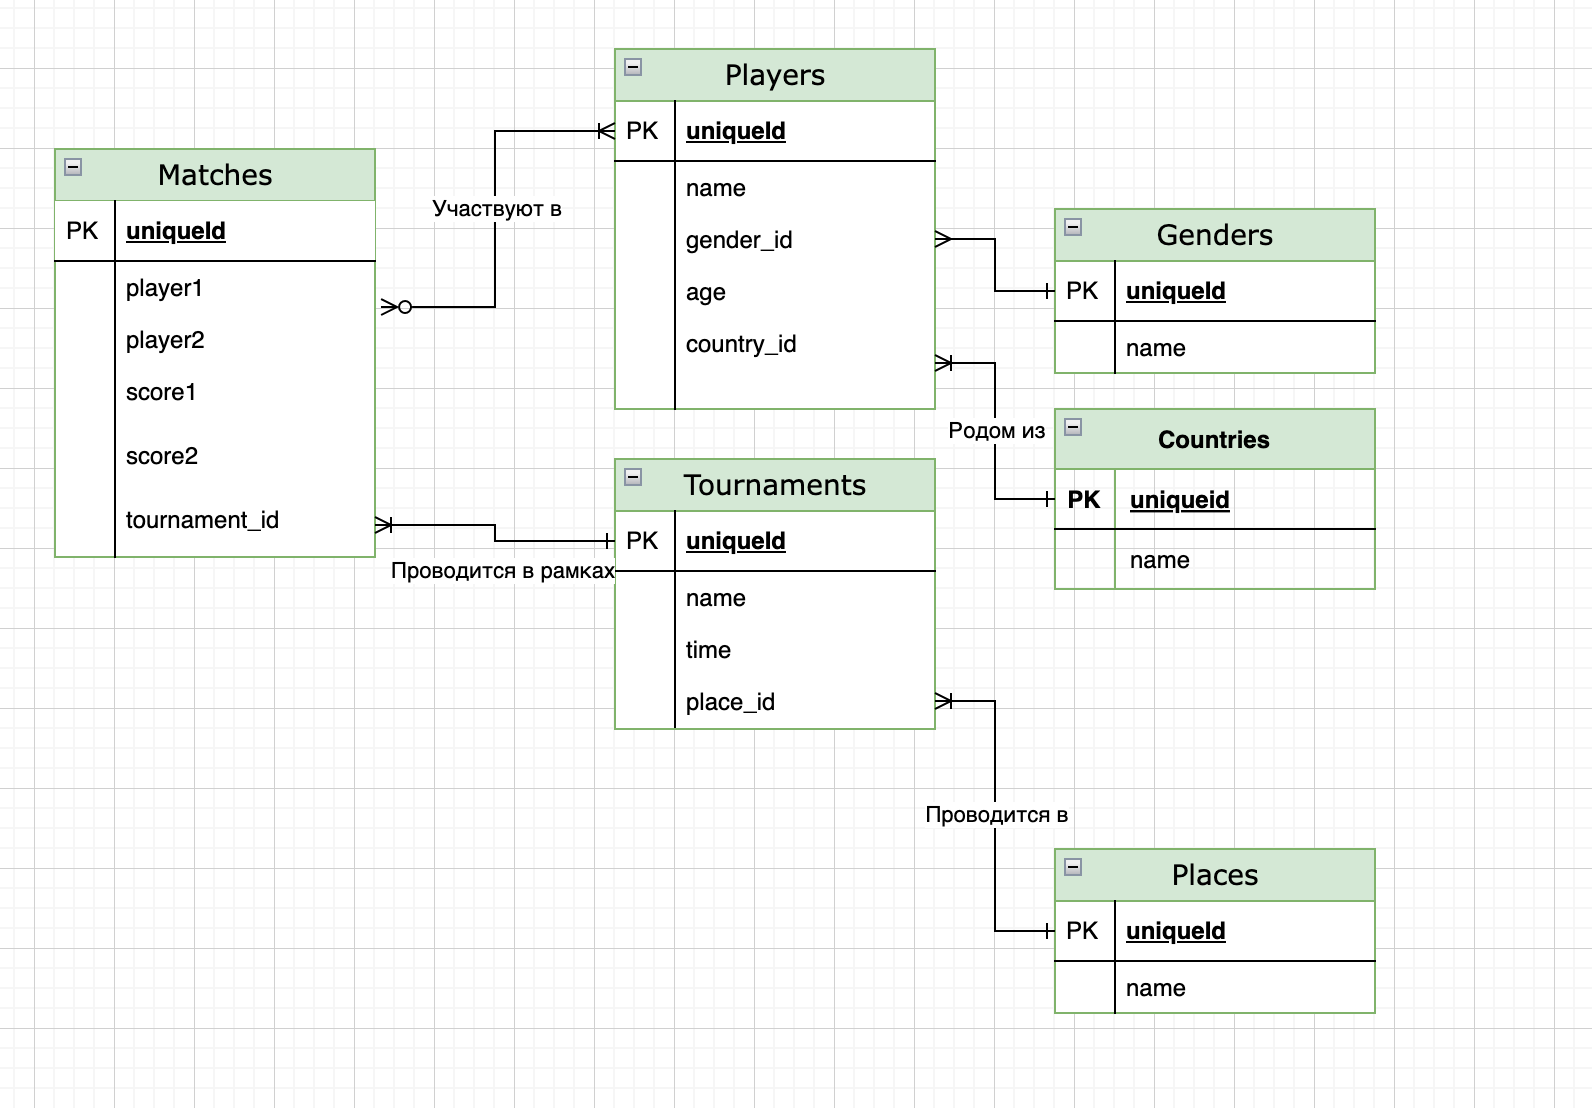 Players
PK uniqueId
name
gender_id
age
country_id
Matches
PK uniqueId
player1
player2
score1
score2
tournament_id
Участвуют в
Genders
PK uniqueId
name
Родом из
Countries
PK uniqueid
name
Tournaments
PK uniqueId
name
time
place_id
Проводится в рамках
Проводится в
Places
PK uniqueId
name